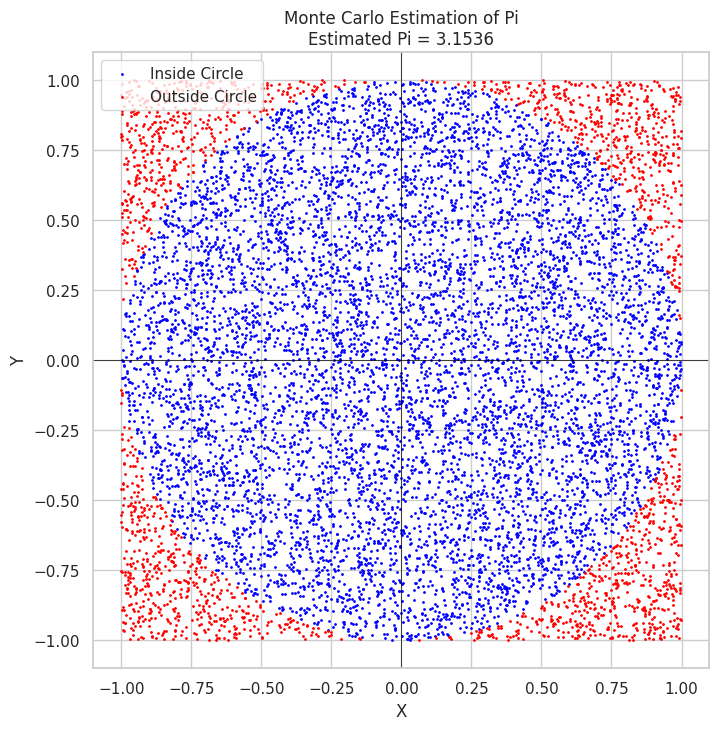 Monte Carlo Estimation of Pi
Estimated Pi = 3.1536
Inside Circle
Outside Circle
1.00
0.75
0.50
0.25
0.00
−0.25
−0.50
−0.75
−1.00
Y
−1.00 −0.75 −0.50 −0.25 0.00 0.25 0.50 0.75 1.00
X